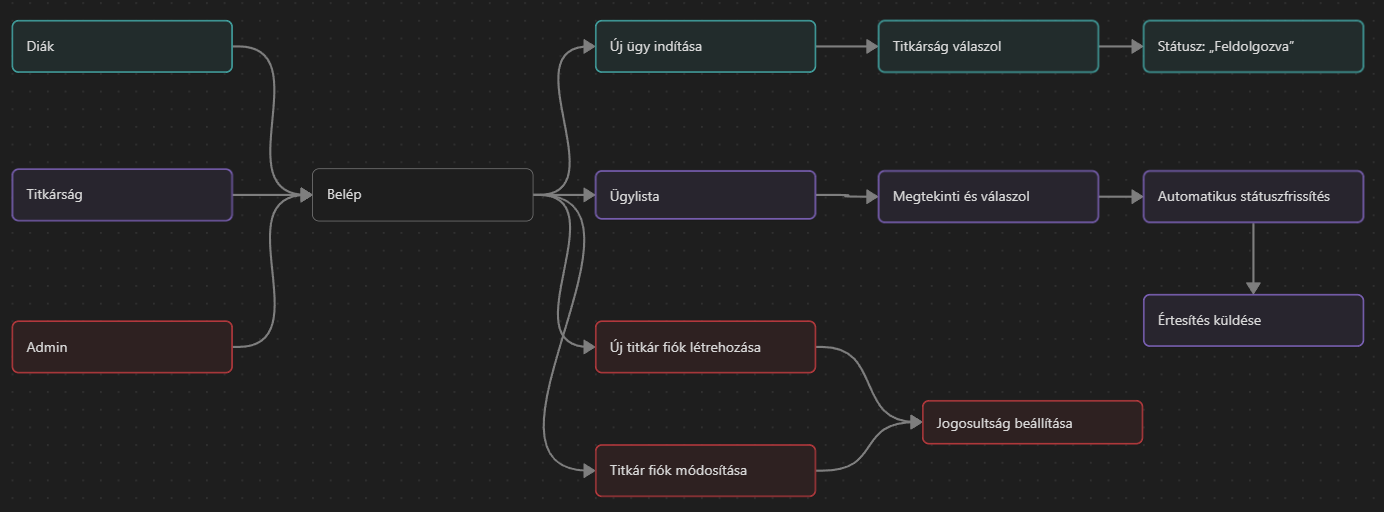 Diák
Új ügy indítása
Titkárság válaszol
Státusz: „Feldolgozva”
Titkárság
Belép
Ügylista
Megtekinti és válaszol
Automatikus státuszfrissítés
Értesítés küldése
Admin
Új titkár fiók létrehozása
Jogosultság beállítása
Titkár fiók módosítása